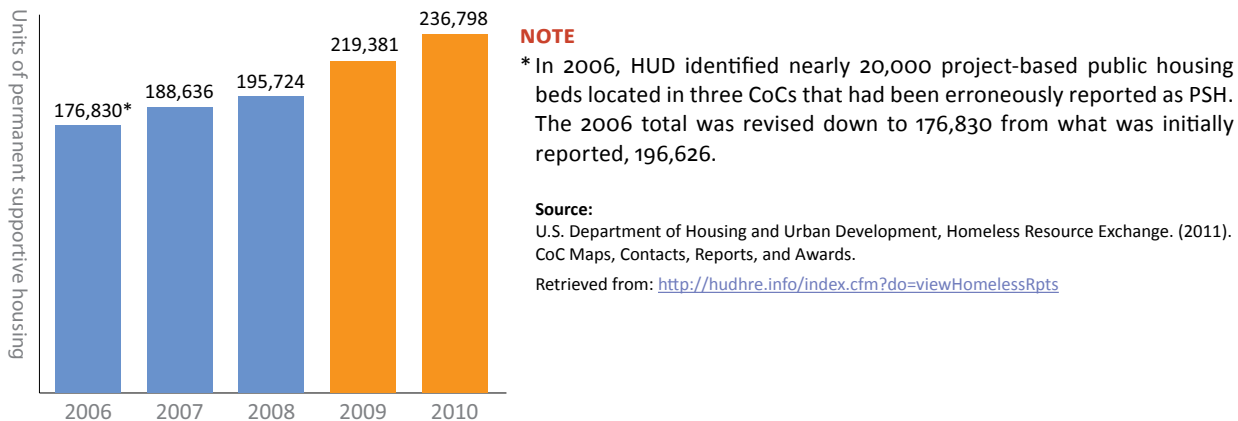 Units of permanent supportive housing
176,830*
188,636
195,724
219,381
236,798
2006
2007
2008
2009
2010
NOTE
* In 2006, HUD identified nearly 20,000 project-based public housing
beds located in three CoCs that had been erroneously reported as PSH.
The 2006 total was revised down to 176,830 from what was initially
reported, 196,626.
Source:
U.S. Department of Housing and Urban Development, Homeless Resource Exchange. (2011).
CoC Maps, Contacts, Reports, and Awards.
Retrieved from: http://hudhre.info/index.cfm?do=viewHomelessRpts